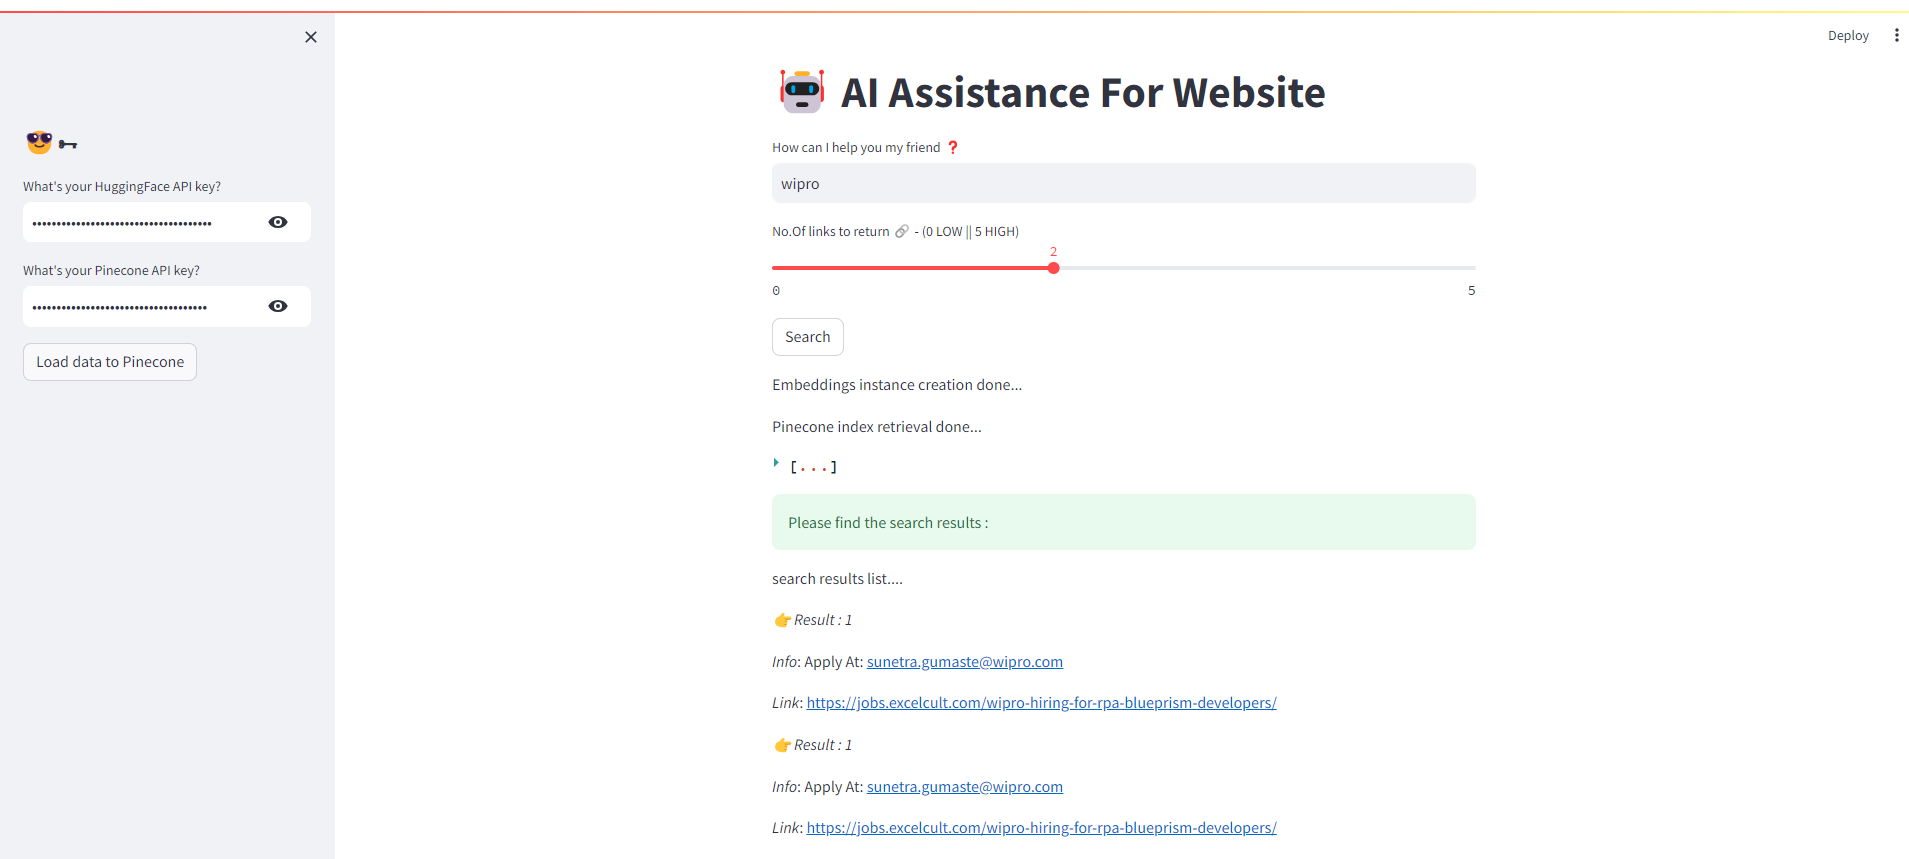 Deploy
What's your HuggingFace API key?
••••••••••••••••••••••••••••••••••••
What's your Pinecone API key?
••••••••••••••••••••••••••••••••••••
Load data to Pinecone
AI Assistance For Website
How can I help you my friend ❓
wipro
No.Of links to return 🔗 - (0 LOW || 5 HIGH)
2
0 5
Search
Embeddings instance creation done...
Pinecone index retrieval done...
[...]
Please find the search results :
search results list....
👉Result : 1
Info: Apply At: sunetra.gumaste@wipro.com
Link: https://jobs.excelcult.com/wipro-hiring-for-rpa-blueprism-developers/
👉Result : 1
Info: Apply At: sunetra.gumaste@wipro.com
Link: https://jobs.excelcult.com/wipro-hiring-for-rpa-blueprism-developers/